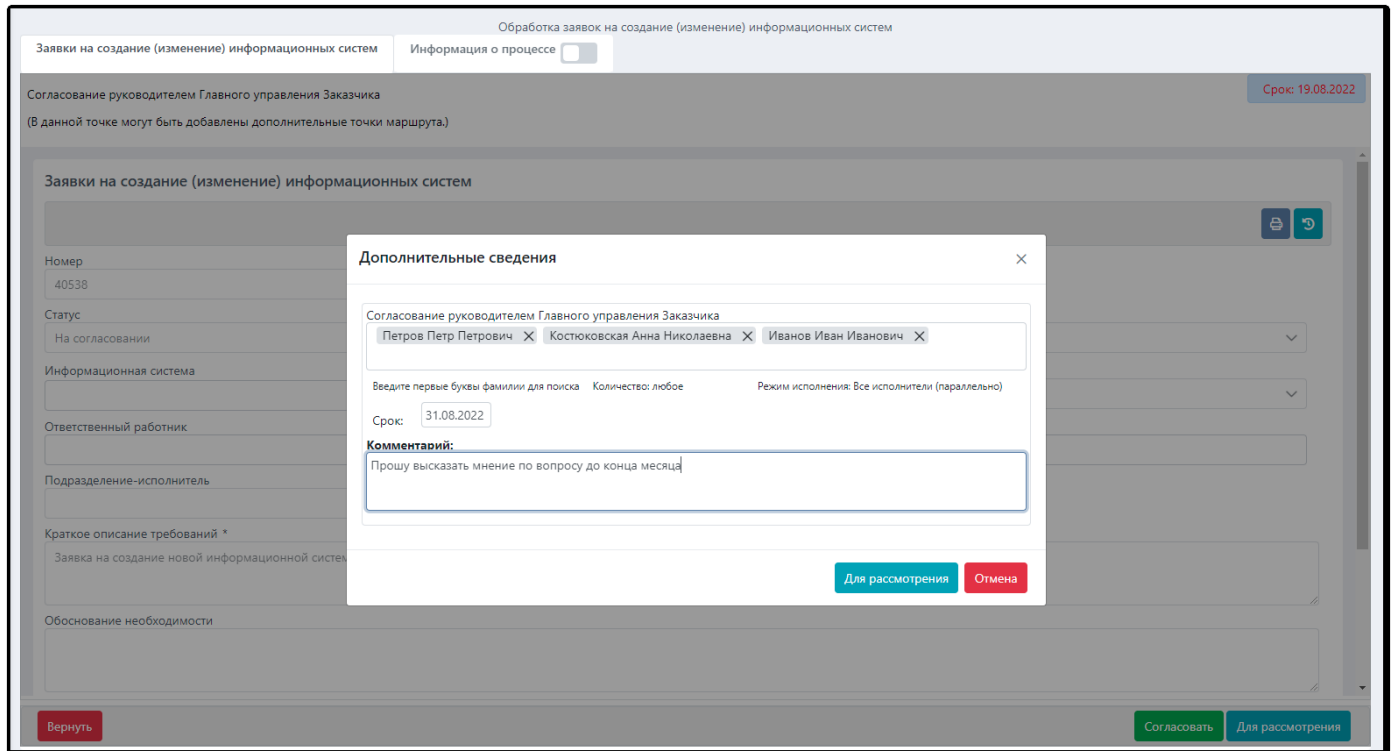 Обработка заявок на создание (изменение) информационных систем
Заявки на создание (изменение) информационных систем
Информация о процессе
Согласование руководителем Главного управления Заказчика
Срок: 19.08.2022
(В данной точке могут быть добавлены дополнительные точки маршрута.)
Заявки на создание (изменение) информационных систем
Номер
40538
Статус
На согласовании
Информационная система
Ответственный работник
Подразделение-исполнитель
Краткое описание требований *
Заявка на создание новой информационной систем
Обоснование необходимости
Дополнительные сведения
Согласование руководителем Главного управления Заказчика
Петров Петр Петрович X Костюковская Анна Николаевна X Иванов Иван Иванович X
Введите первые буквы фамилии для поиска Количество: любое Режим исполнения: Все исполнители (параллельно)
Срок: 31.08.2022
Комментарий:
Прошу высказать мнение по вопросу до конца месяца
Для рассмотрения Отмена
Вернуть
Согласовать Для рассмотрения